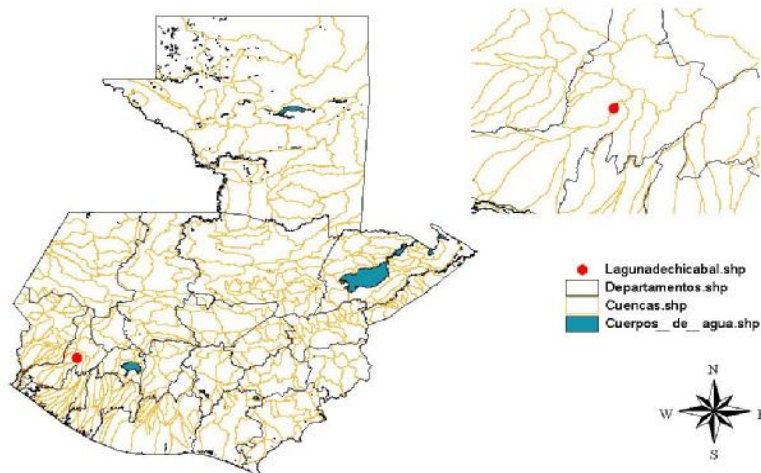 Lagunadechicabal.shp
Departamentos.shp
Cuencas.shp
Cuerpos__de__agua.shp
N
W E
S